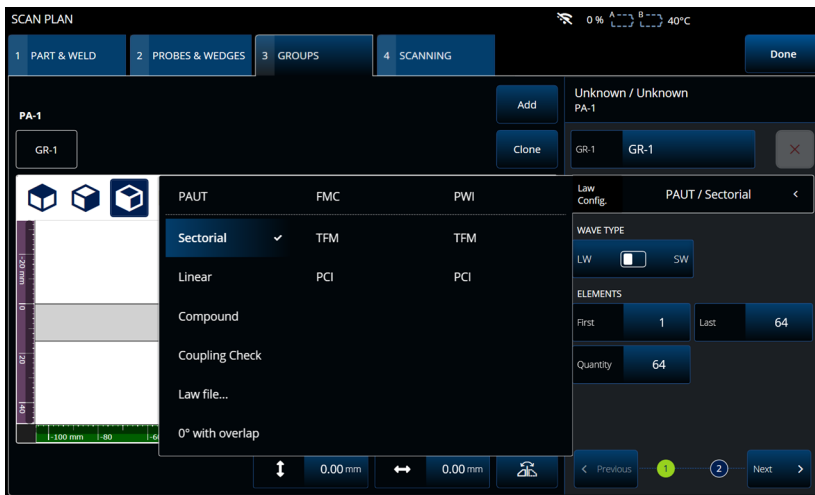 SCAN PLAN
0 % A B 40°C
1 PART & WELD 2 PROBES & WEDGES 3 GROUPS 4 SCANNING Done
PA-1
Add
Unknown / Unknown
PA-1
GR-1
Clone
GR-1 GR-1
PAUT FMC PWI
Law Config. PAUT / Sectorial
Sectorial TFM TFM
Linear PCI PCI
Compound
Coupling Check
Law file...
0° with overlap
WAVE TYPE
LW SW
ELEMENTS
First 1 Last 64
Quantity 64
-20 mm
0
20
40
-100 mm -80
0.00 mm 0.00 mm
Previous 1 2 Next